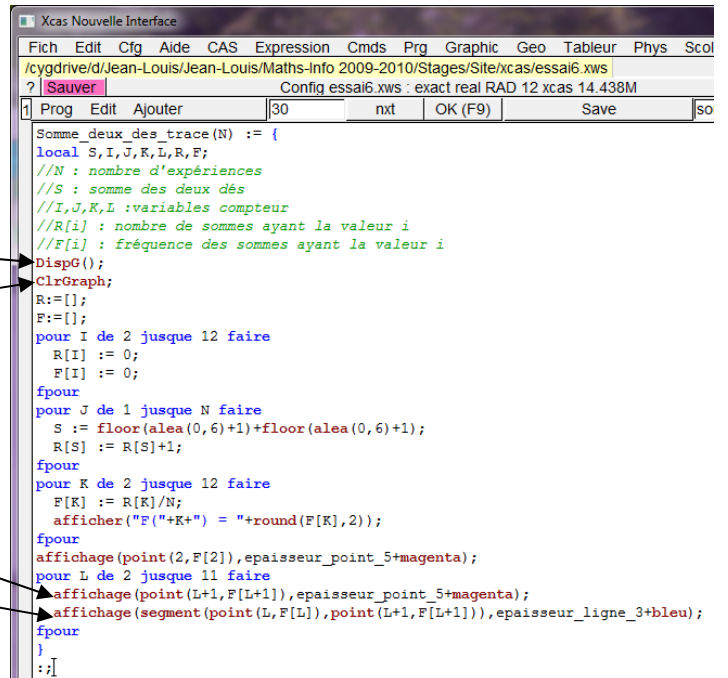 Xcas Nouvelle Interface
Fich Edit Cfg Aide CAS Expression Cmds Prg Graphic Geo Tableur Phys Scol
/cygdrive/d/Jean-Louis/Jean-Louis/Maths-Info 2009-2010/Stages/Site/xcas/essai6.xws
? Sauver Config essai6.xws : exact real RAD 12 xcas 14.438M
1 Prog Edit Ajouter 30 nxt OK (F9) Save so
Somme_deux_des_trace(N) := {
local S,I,J,K,L,R,F;
//N : nombre d'expériences
//S : somme des deux dés
//I,J,K,L :variables compteur
//R[i] : nombre de sommes ayant la valeur i
//F[i] : fréquence des sommes ayant la valeur i
DispG();
ClrGraph;
R:=[];
F:=[];
pour I de 2 jusque 12 faire
R[I] := 0;
F[I] := 0;
fpour
pour J de 1 jusque N faire
S := floor(alea(0,6)+1)+floor(alea(0,6)+1);
R[S] := R[S]+1;
fpour
pour K de 2 jusque 12 faire
F[K] := R[K]/N;
afficher("F("+K+") = "+round(F[K],2));
fpour
affichage(point(2,F[2]),epaisseur_point_5+magenta);
pour L de 2 jusque 11 faire
affichage(point(L+1,F[L+1]),epaisseur_point_5+magenta);
affichage(segment(point(L,F[L]),point(L+1,F[L+1])),epaisseur_ligne_3+bleu);
fpour
}
:;